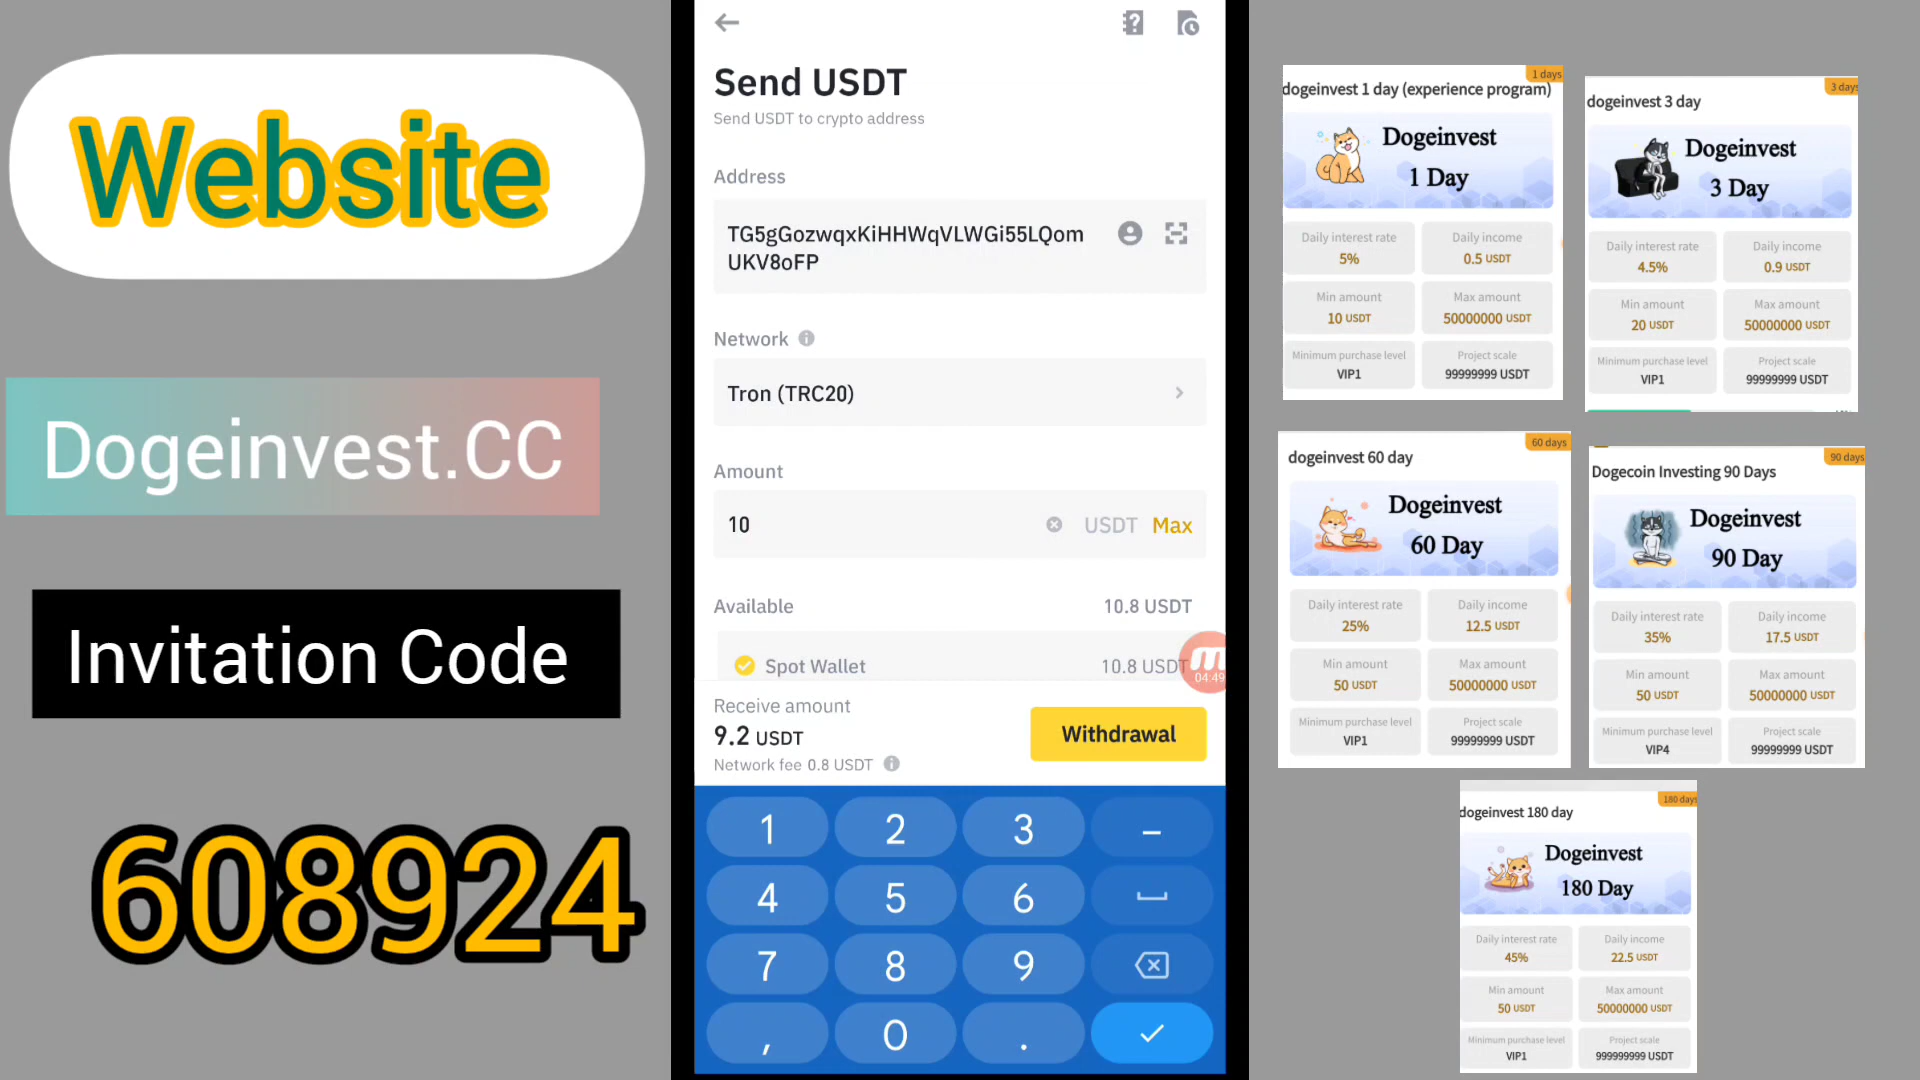 Website
Dogeinvest.CC
Invitation Code
608924
Send USDT
Send USDT to crypto address
Address
TG5gGozwqxKiHHWqVLWGi55LQom
UKV8oFP
Network
Tron (TRC20)
Amount
10 USDT Max
Available 10.8 USDT
Spot Wallet 10.8 USDT
04:49
Receive amount
9.2 USDT
Network fee 0.8 USDT
Withdrawal
1 2 3 –
4 5 6
7 8 9
, 0 .
1 days
dogeinvest 1 day (experience program)
Dogeinvest
1 Day
Daily interest rate Daily income
5% 0.5 USDT
Min amount Max amount
10 USDT 50000000 USDT
Minimum purchase level Project scale
VIP1 99999999 USDT
3 days
dogeinvest 3 day
Dogeinvest
3 Day
Daily interest rate Daily income
4.5% 0.9 USDT
Min amount Max amount
20 USDT 50000000 USDT
Minimum purchase level Project scale
VIP1 99999999 USDT
60 days
dogeinvest 60 day
Dogeinvest
60 Day
Daily interest rate Daily income
25% 12.5 USDT
Min amount Max amount
50 USDT 50000000 USDT
Minimum purchase level Project scale
VIP1 99999999 USDT
90 days
Dogecoin Investing 90 Days
Dogeinvest
90 Day
Daily interest rate Daily income
35% 17.5 USDT
Min amount Max amount
50 USDT 50000000 USDT
Minimum purchase level Project scale
VIP4 99999999 USDT
180 days
dogeinvest 180 day
Dogeinvest
180 Day
Daily interest rate Daily income
45% 22.5 USDT
Min amount Max amount
50 USDT 50000000 USDT
Minimum purchase level Project scale
VIP1 999999999 USDT